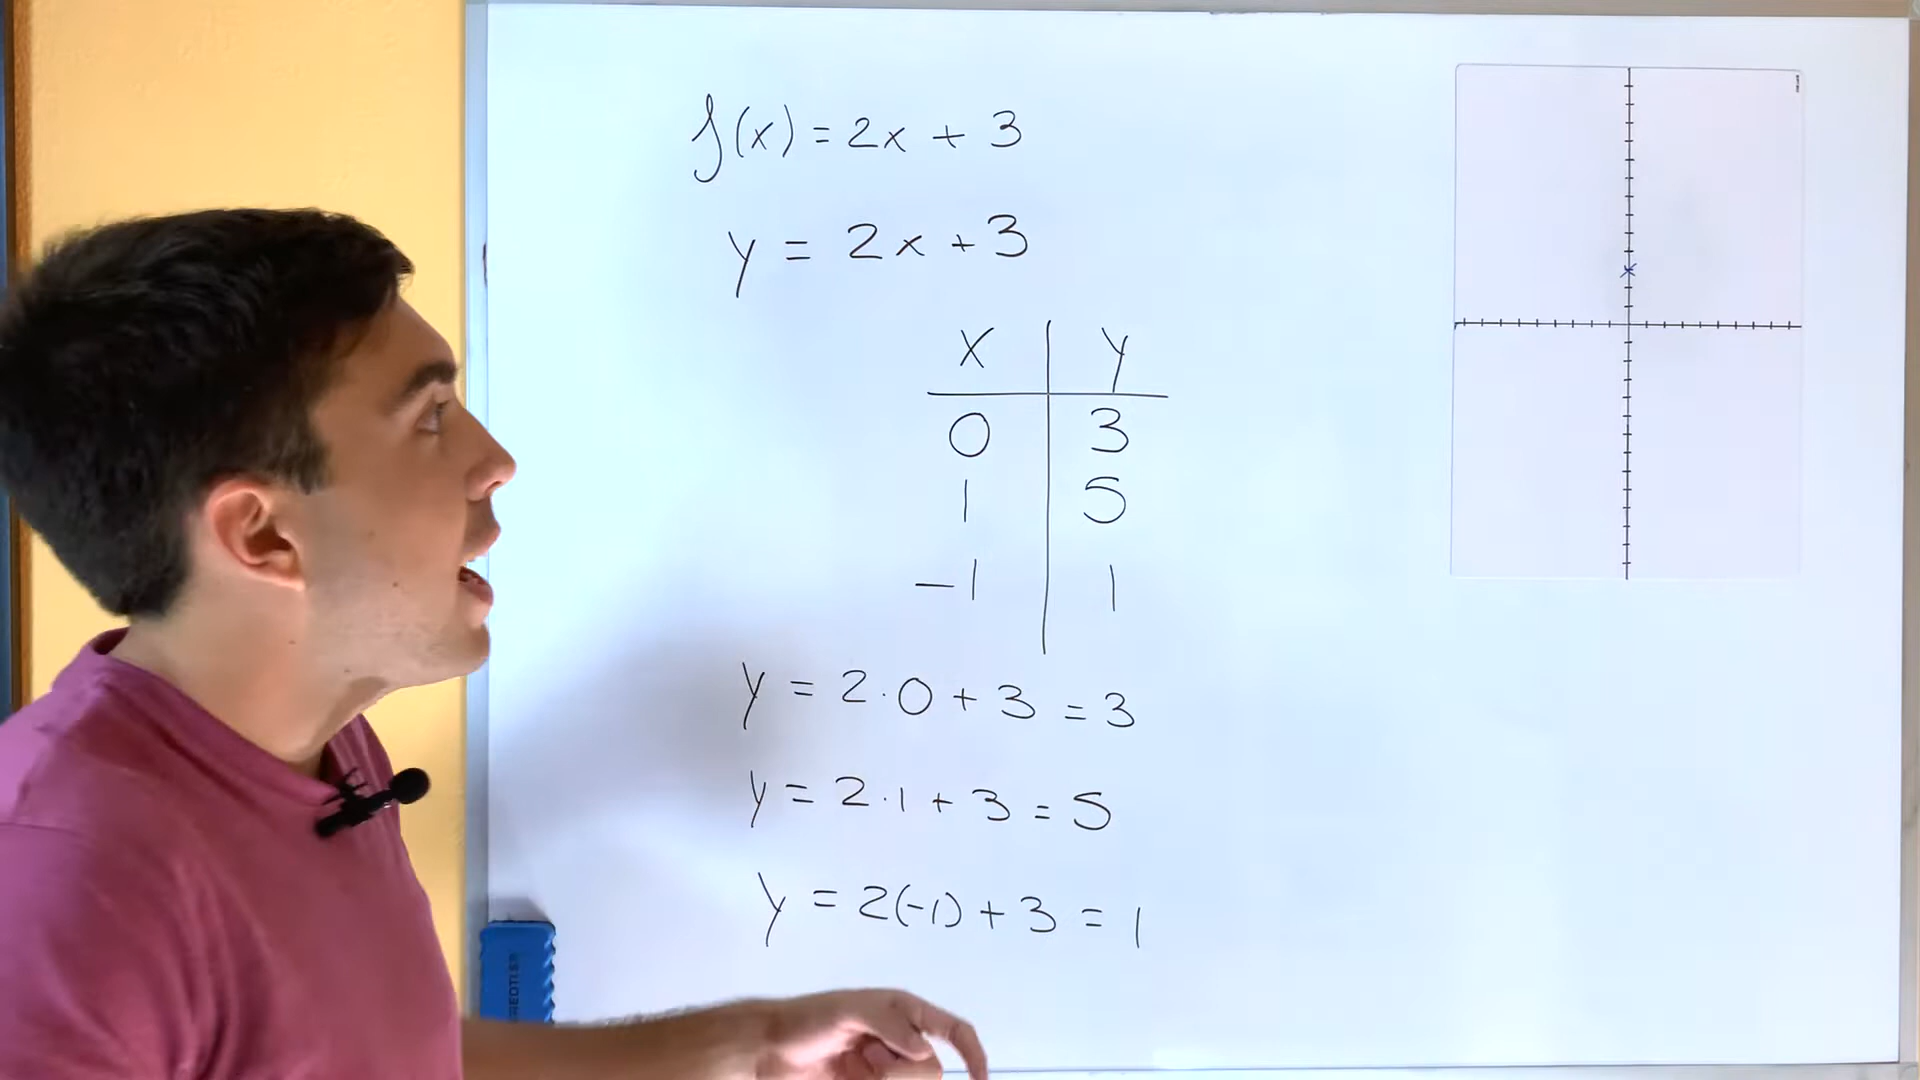 f(x) = 2x + 3
y = 2x + 3
x y
0 3
1 5
-1 1
y = 2·0 + 3 = 3
y = 2·1 + 3 = 5
y = 2(-1) + 3 = 1